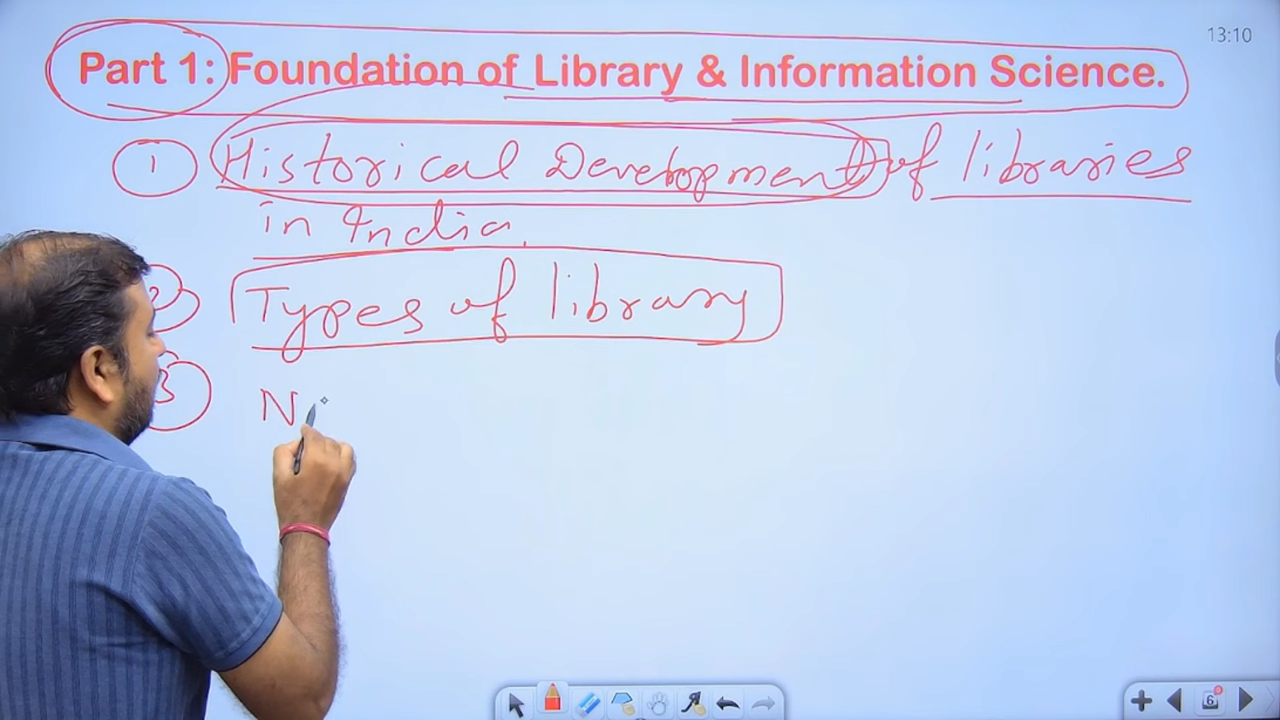 13:10
Part 1: Foundation of Library & Information Science.
1 Historical Development of libraries
in India.
2 Types of library
3 N
6